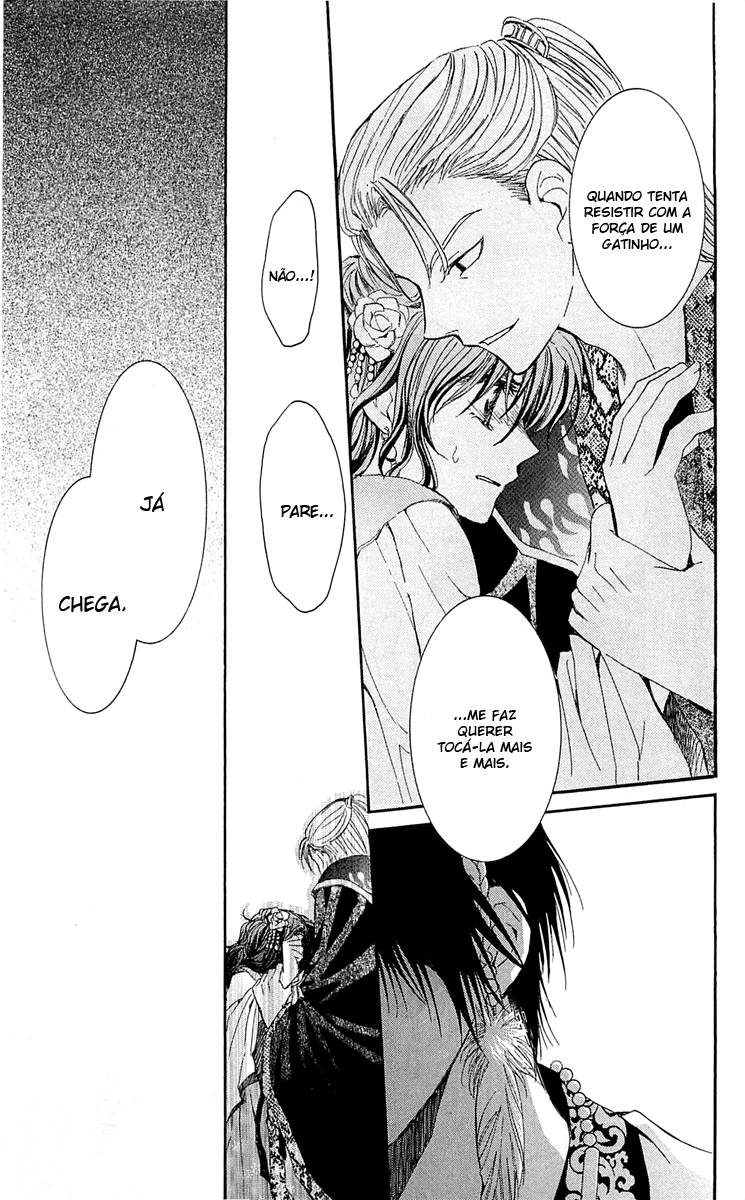 QUANDO TENTA
RESISTIR COM A
FORÇA DE UM
GATINHO...
...ME FAZ
QUERER
TOCÁ-LA MAIS
E MAIS.
NÃO...!
PARE...
JÁ
CHEGA.